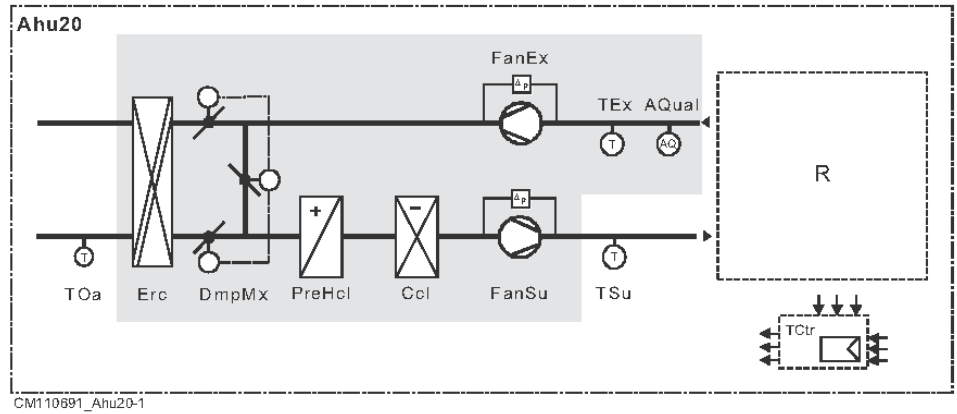 Ahu20
FanEx
Δp
TEx AQual
T
AQ
R
+
-
Δp
T
T
TOa Erc DmpMx PreHcl Ccl FanSu TSu
TCtr
CM110691_Ahu20-1